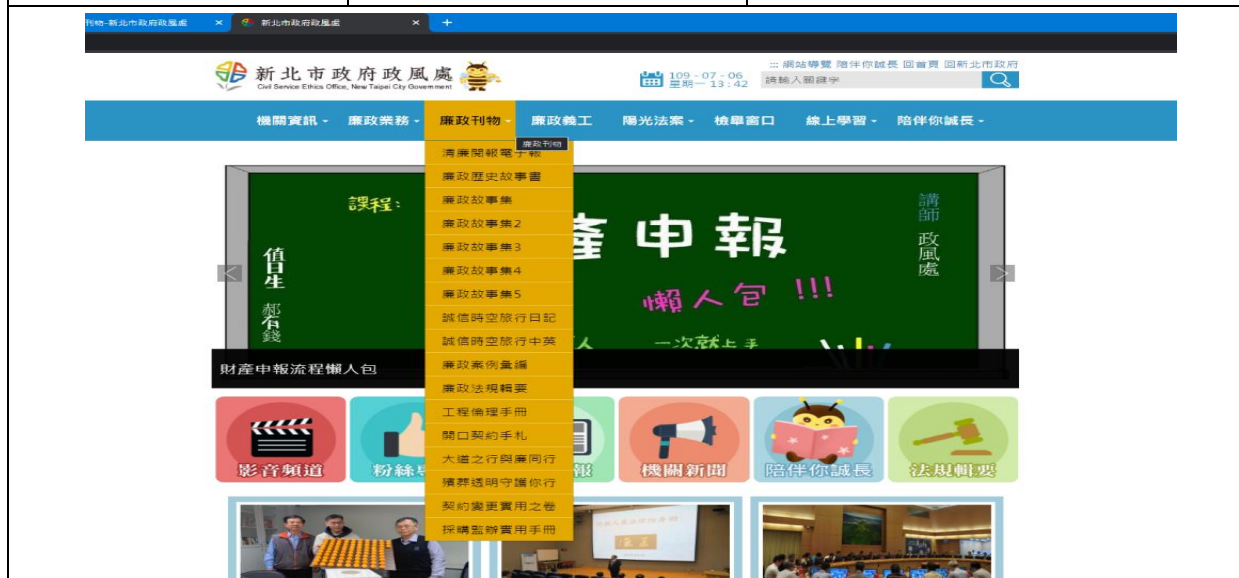 刊物-新北市政府政風處
新北市政府政風處
新北市政府政風處
Civil Service Ethics Office, New Taipei City Government
109 - 07 - 06
星期一 13 : 42
::: 網站導覽 陪伴你誠長 回首頁 回新北市政府
請輸入關鍵字
機關資訊 廉政業務 廉政刊物 廉政義工 陽光法案 檢舉窗口 線上學習 陪伴你誠長
廉政刊物
清廉開報電子報
廉政歷史故事書
廉政故事集
廉政故事集2
廉政故事集3
廉政故事集4
廉政故事集5
誠信時空旅行日記
誠信時空旅行中英
廉政案例彙編
廉政法規輯要
工程倫理手冊
開口契約手札
大道之行與廉同行
殯葬透明守護你行
契約變更實用之卷
採購監辦實用手冊
課程:
產申報
講師 政風處
值日生 郝有錢
懶人包 !!!
人 一次就上手
財產申報流程懶人包
影音頻道
粉絲
報
機關新聞
陪伴你誠長
法規輯要